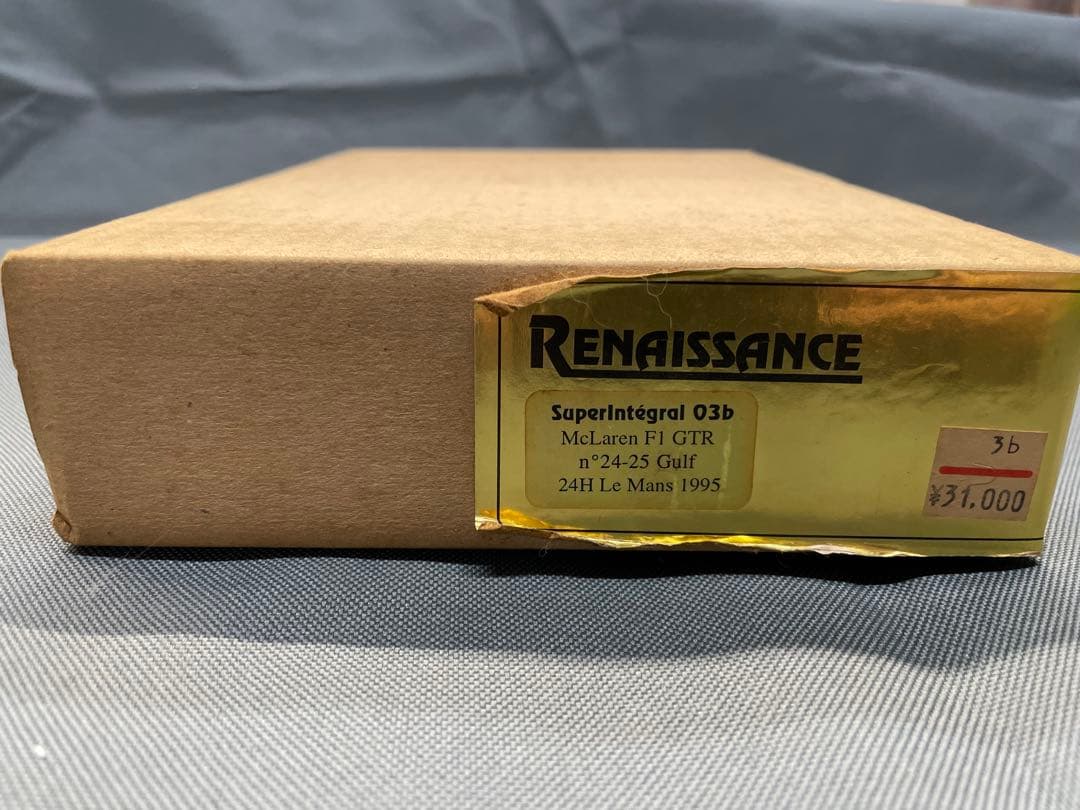 RENAISSANCE
SuperIntégral 03b
McLaren F1 GTR
n°24-25 Gulf
24H Le Mans 1995
3b
¥31,000